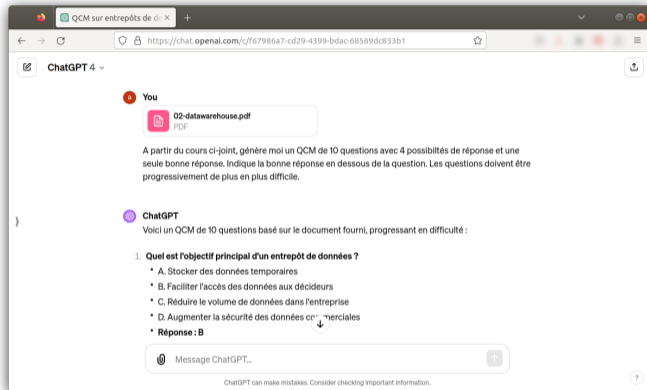 QCM sur entrepôts de d
https://chat.openai.com/c/f67986a7-cd29-4399-bdac-68569dc833b1
ChatGPT 4
a
You
02-datawarehouse.pdf
PDF
A partir du cours ci-joint, génère moi un QCM de 10 questions avec 4 possibiltés de réponse et une
seule bonne réponse. Indique la bonne réponse en dessous de la question. Les questions doivent être
progressivement de plus en plus difficile.
ChatGPT
Voici un QCM de 10 questions basé sur le document fourni, progressant en difficulté :
1. Quel est l'objectif principal d'un entrepôt de données ?
• A. Stocker des données temporaires
• B. Faciliter l'accès des données aux décideurs
• C. Réduire le volume de données dans l'entreprise
• D. Augmenter la sécurité des données
• Réponse : B
Message ChatGPT...
ChatGPT can make mistakes. Consider checking important information.
?